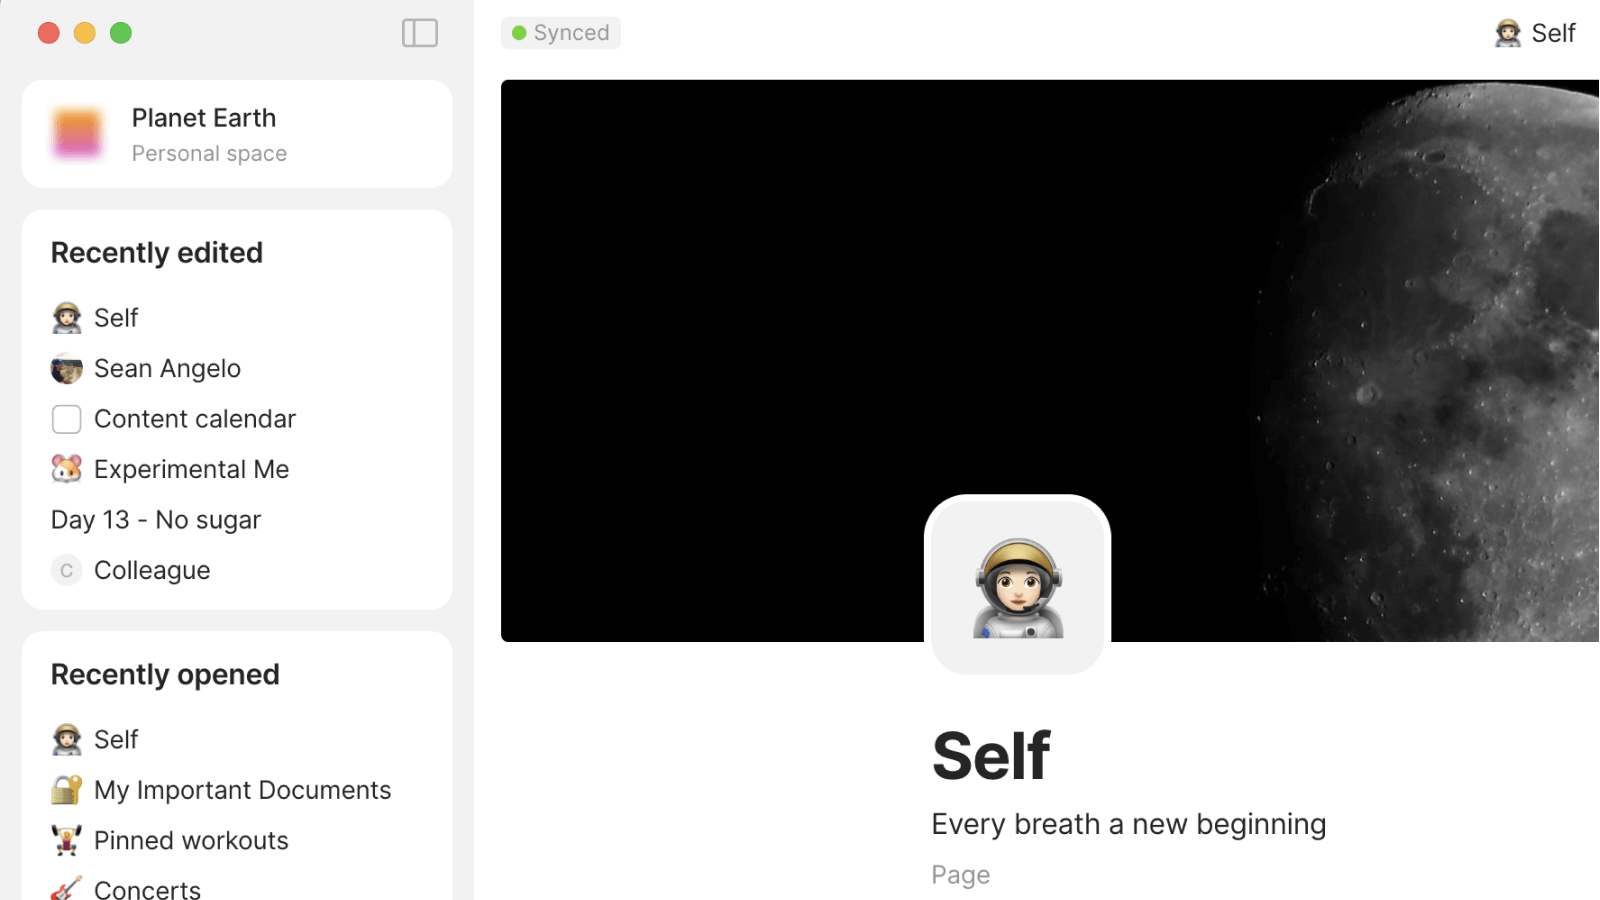 Synced
Self
Planet Earth
Personal space
Recently edited
Self
Sean Angelo
Content calendar
Experimental Me
Day 13 - No sugar
C Colleague
Recently opened
Self
My Important Documents
Pinned workouts
Concerts
Self
Every breath a new beginning
Page